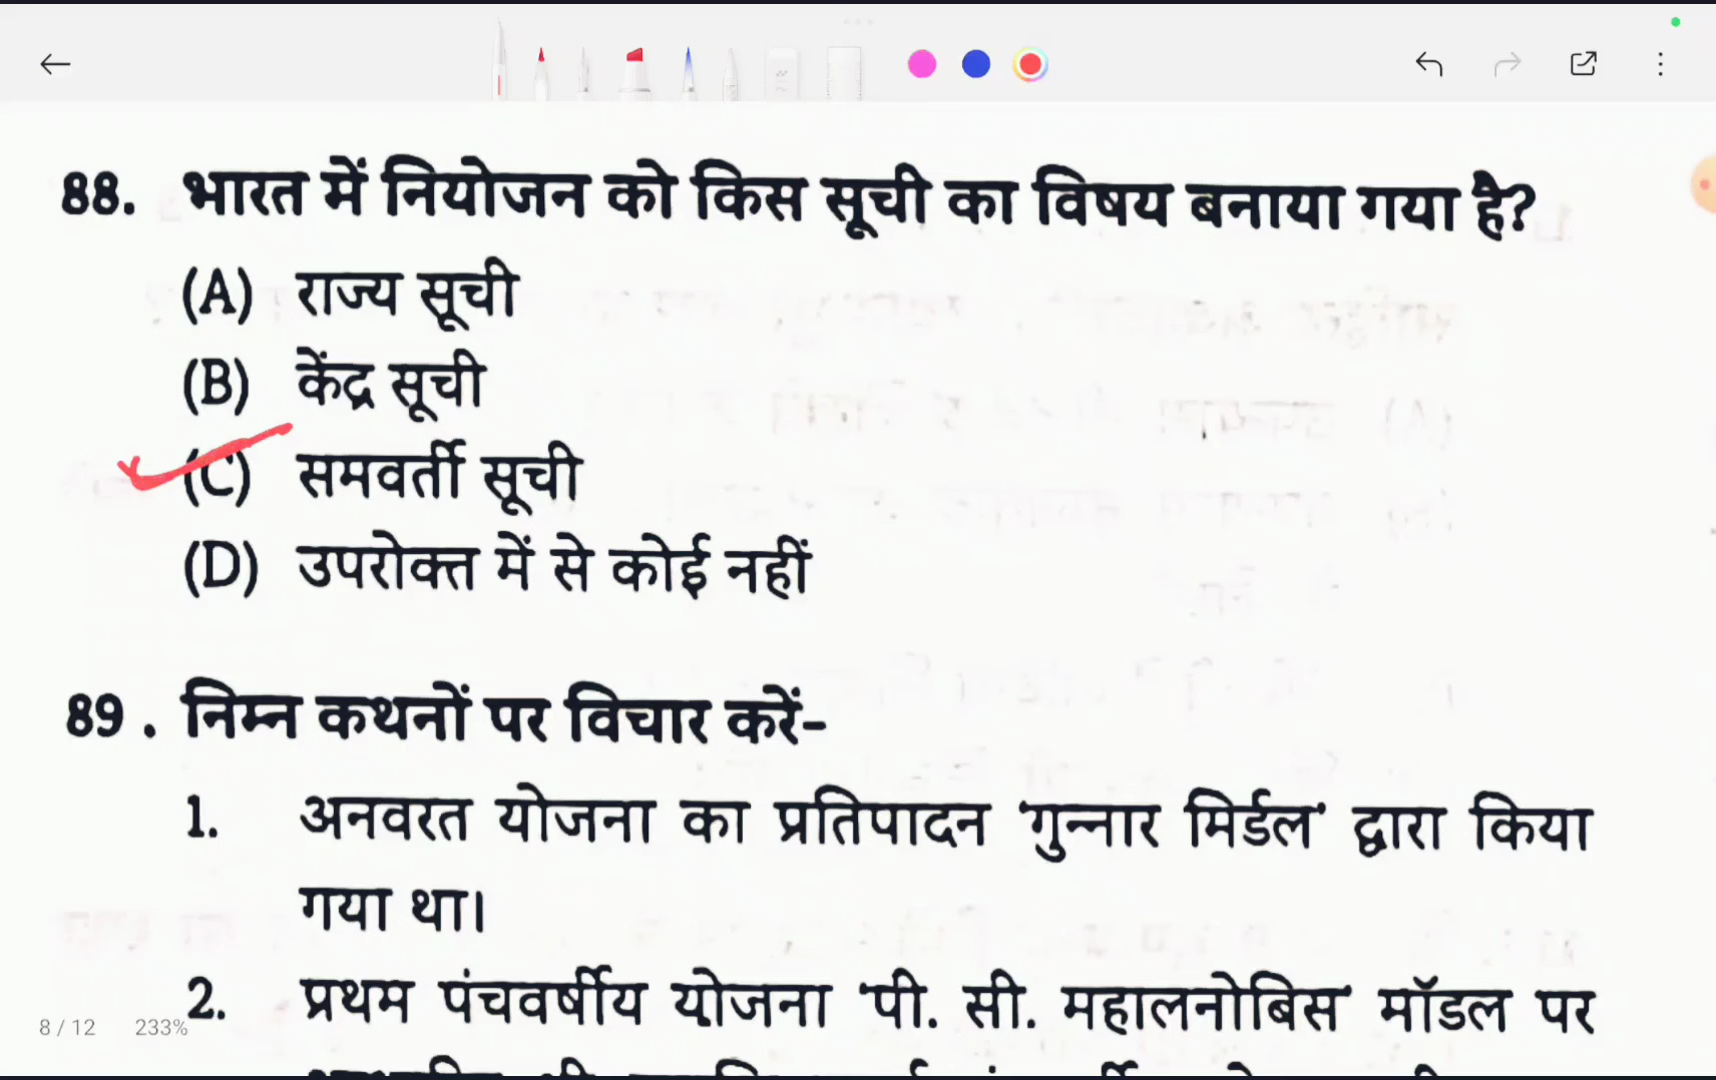 88. भारत में नियोजन को किस सूची का विषय बनाया गया है?
(A) राज्य सूची
(B) केंद्र सूची
(C) समवर्ती सूची
(D) उपरोक्त में से कोई नहीं
89. निम्न कथनों पर विचार करें-
1. अनवरत योजना का प्रतिपादन 'गुन्नार मिर्डल' द्वारा किया
गया था।
2. प्रथम पंचवर्षीय योजना 'पी. सी. महालनोबिस' मॉडल पर
8 / 12 233%